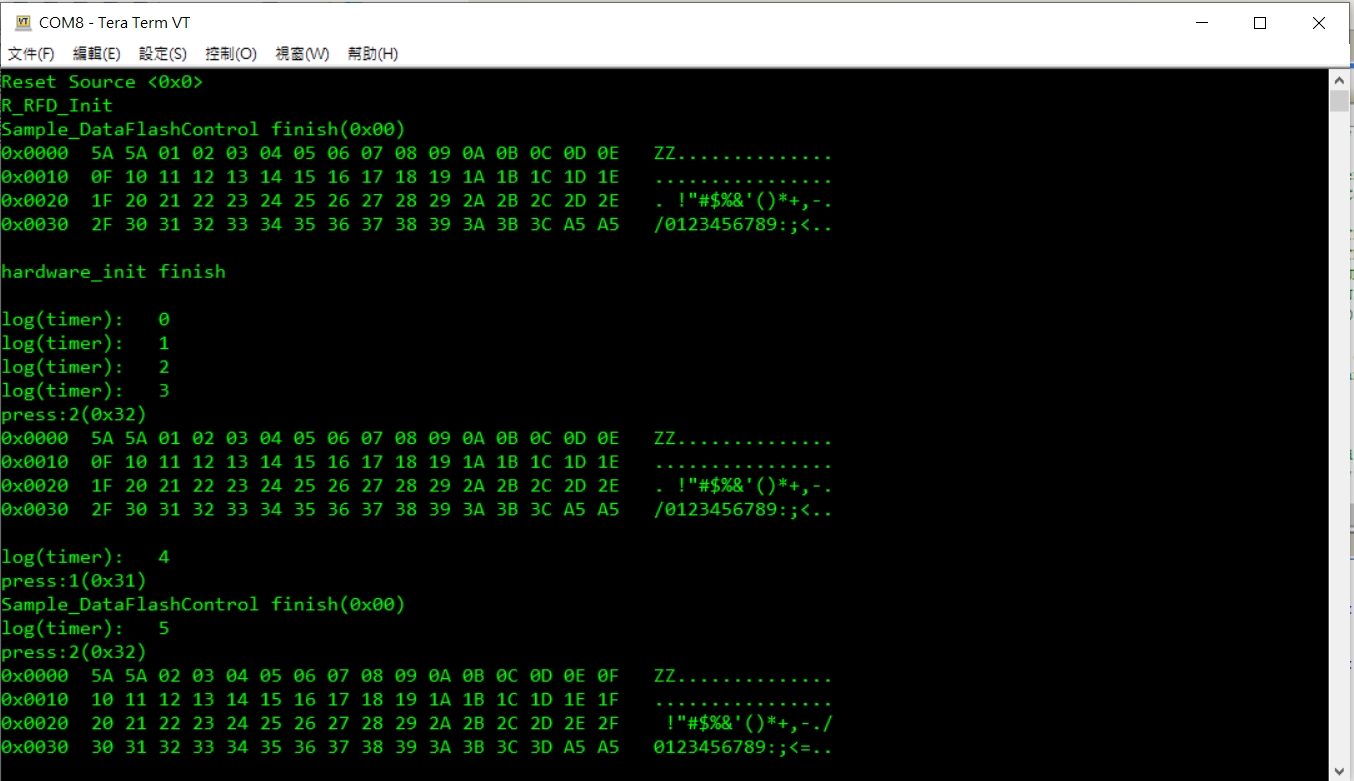 COM8 - Tera Term VT
文件(F) 編輯(E) 設定(S) 控制(O) 視窗(W) 幫助(H)
Reset Source <0x0>
R_RFD_Init
Sample_DataFlashControl finish(0x00)
0x0000  5A 5A 01 02 03 04 05 06 07 08 09 0A 0B 0C 0D 0E   ZZ..............
0x0010  0F 10 11 12 13 14 15 16 17 18 19 1A 1B 1C 1D 1E   ................
0x0020  1F 20 21 22 23 24 25 26 27 28 29 2A 2B 2C 2D 2E   . !"#$%&'()*+,-.
0x0030  2F 30 31 32 33 34 35 36 37 38 39 3A 3B 3C A5 A5   /0123456789:;<..
hardware_init finish
log(timer):   0
log(timer):   1
log(timer):   2
log(timer):   3
press:2(0x32)
0x0000  5A 5A 01 02 03 04 05 06 07 08 09 0A 0B 0C 0D 0E   ZZ..............
0x0010  0F 10 11 12 13 14 15 16 17 18 19 1A 1B 1C 1D 1E   ................
0x0020  1F 20 21 22 23 24 25 26 27 28 29 2A 2B 2C 2D 2E   . !"#$%&'()*+,-.
0x0030  2F 30 31 32 33 34 35 36 37 38 39 3A 3B 3C A5 A5   /0123456789:;<..
log(timer):   4
press:1(0x31)
Sample_DataFlashControl finish(0x00)
log(timer):   5
press:2(0x32)
0x0000  5A 5A 02 03 04 05 06 07 08 09 0A 0B 0C 0D 0E 0F   ZZ..............
0x0010  10 11 12 13 14 15 16 17 18 19 1A 1B 1C 1D 1E 1F   ................
0x0020  20 21 22 23 24 25 26 27 28 29 2A 2B 2C 2D 2E 2F    !"#$%&'()*+,-./
0x0030  30 31 32 33 34 35 36 37 38 39 3A 3B 3C 3D A5 A5   0123456789:;<=..